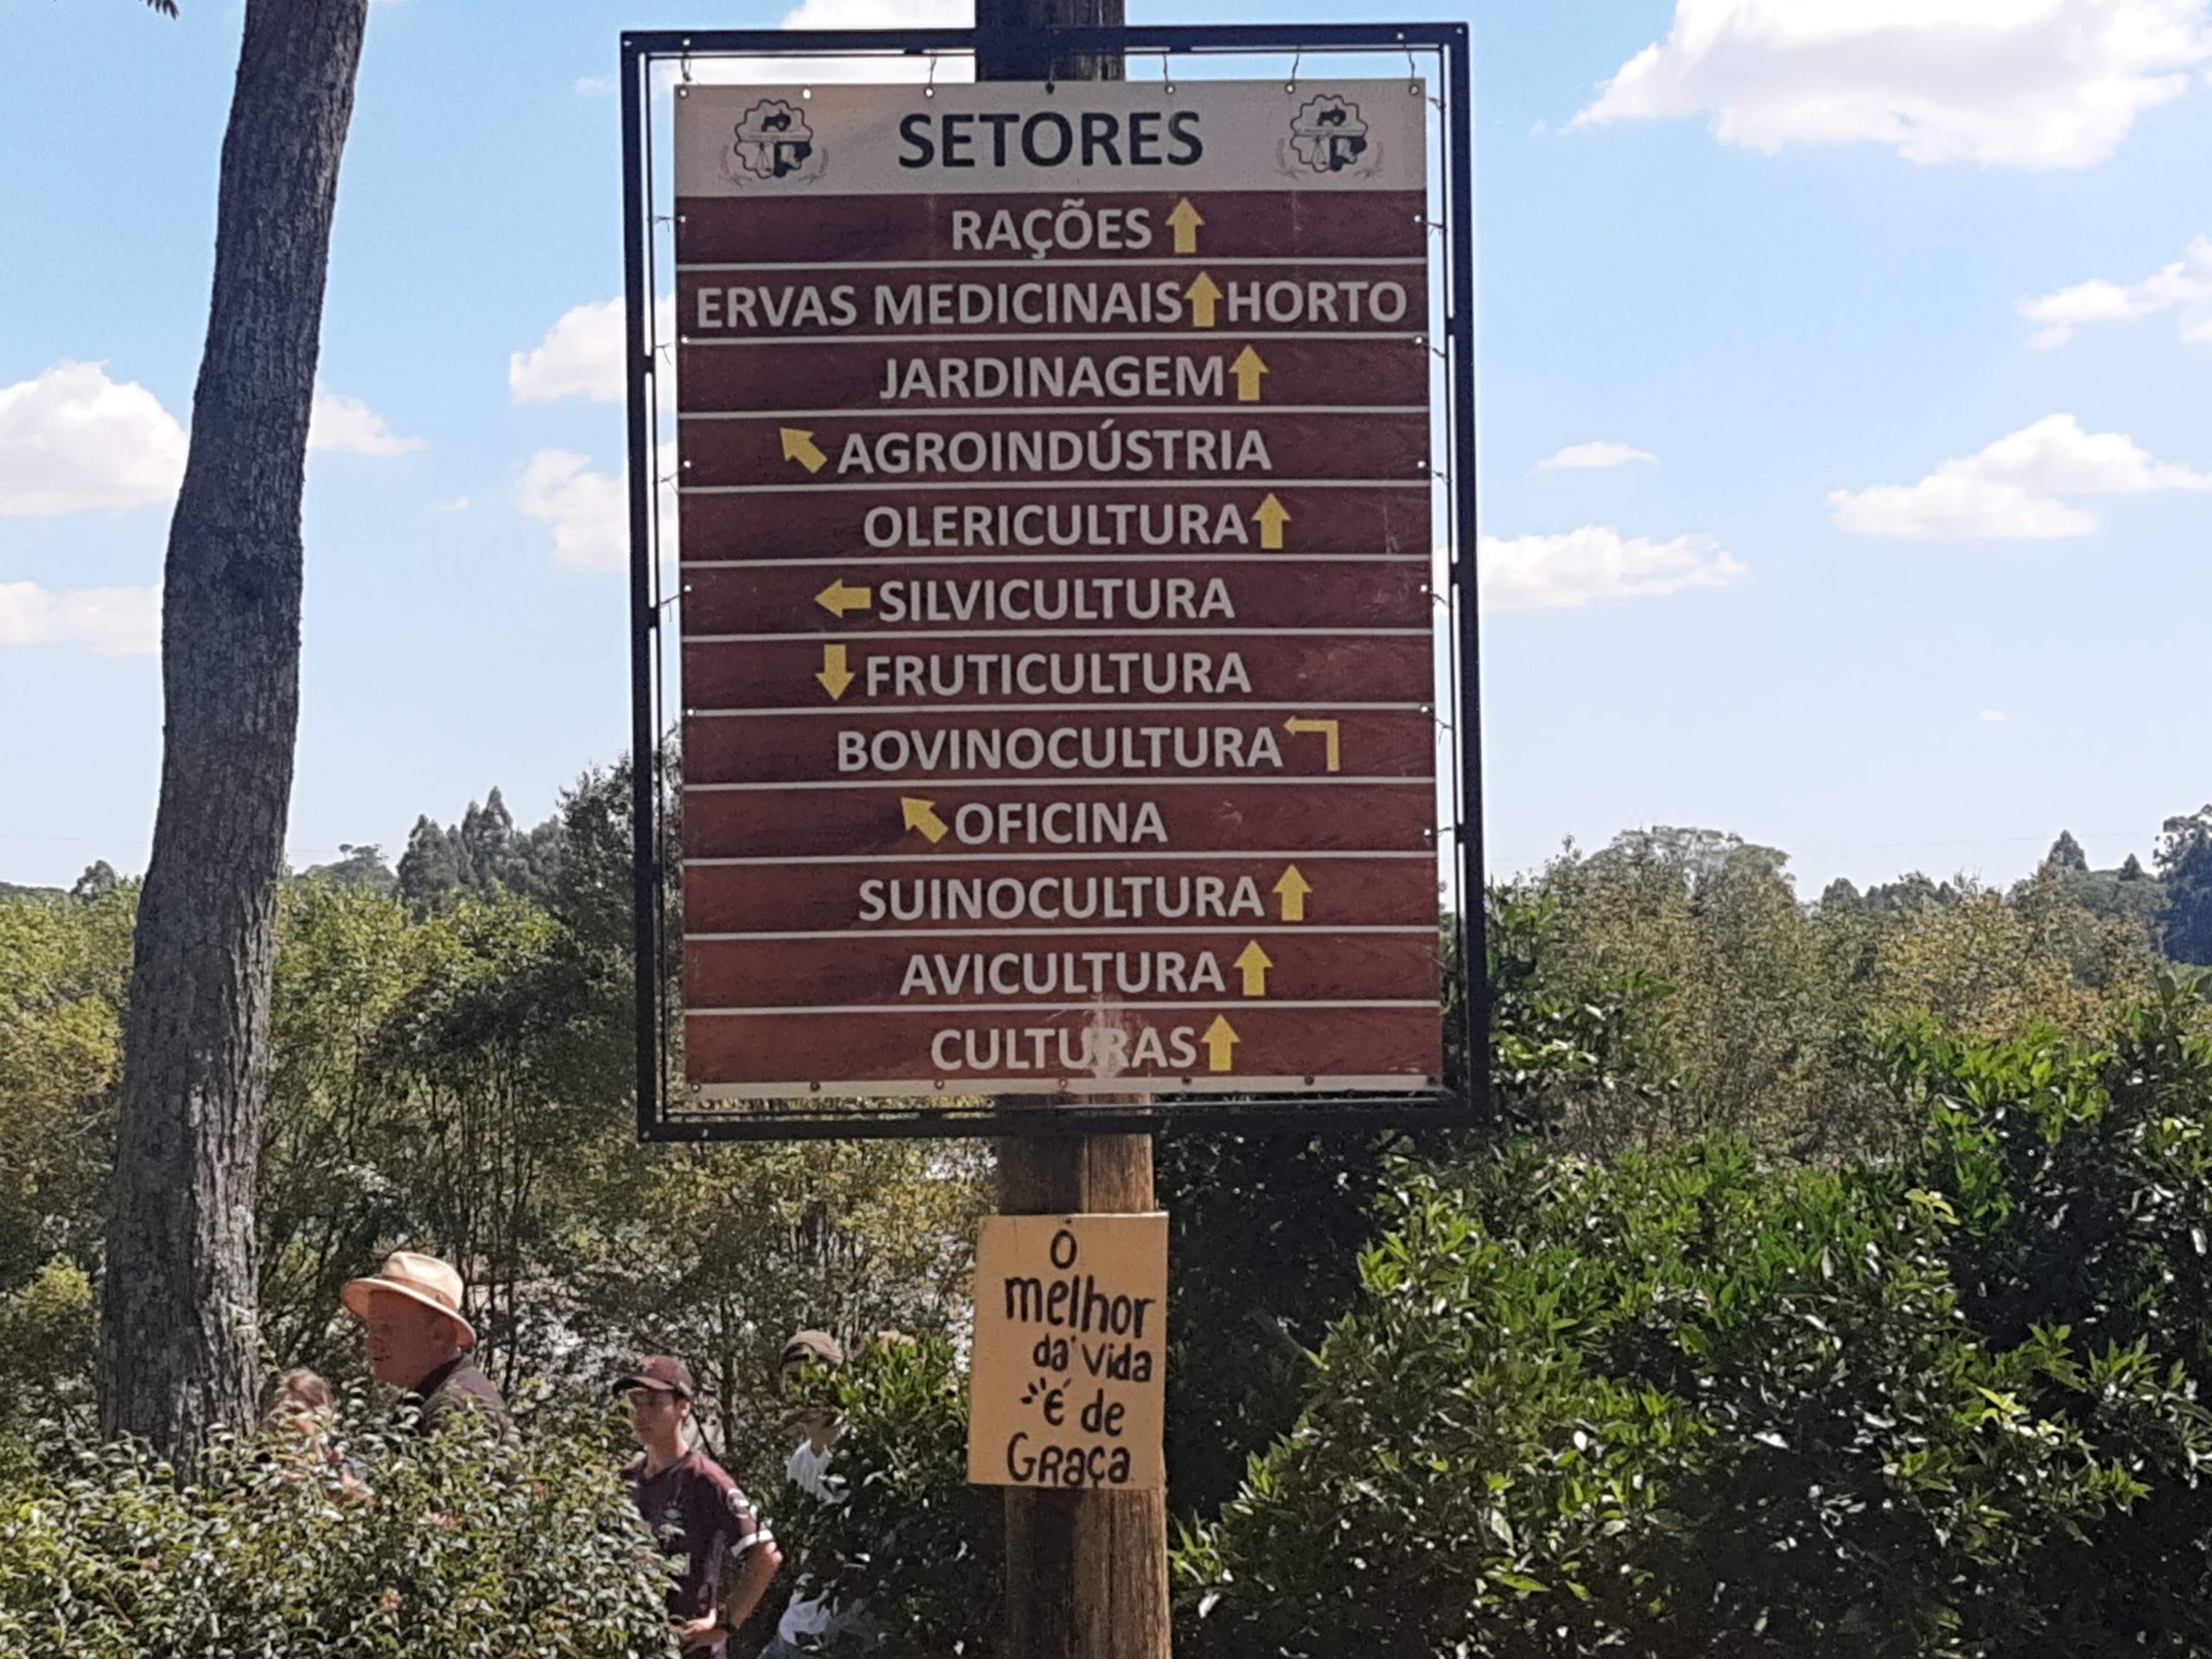 SETORES
RAÇÕES
ERVAS MEDICINAIS HORTO
JARDINAGEM
AGROINDÚSTRIA
OLERICULTURA
SILVICULTURA
FRUTICULTURA
BOVINOCULTURA
OFICINA
SUINOCULTURA
AVICULTURA
CULTURAS
O
melhor
da vida
É de
GRaça